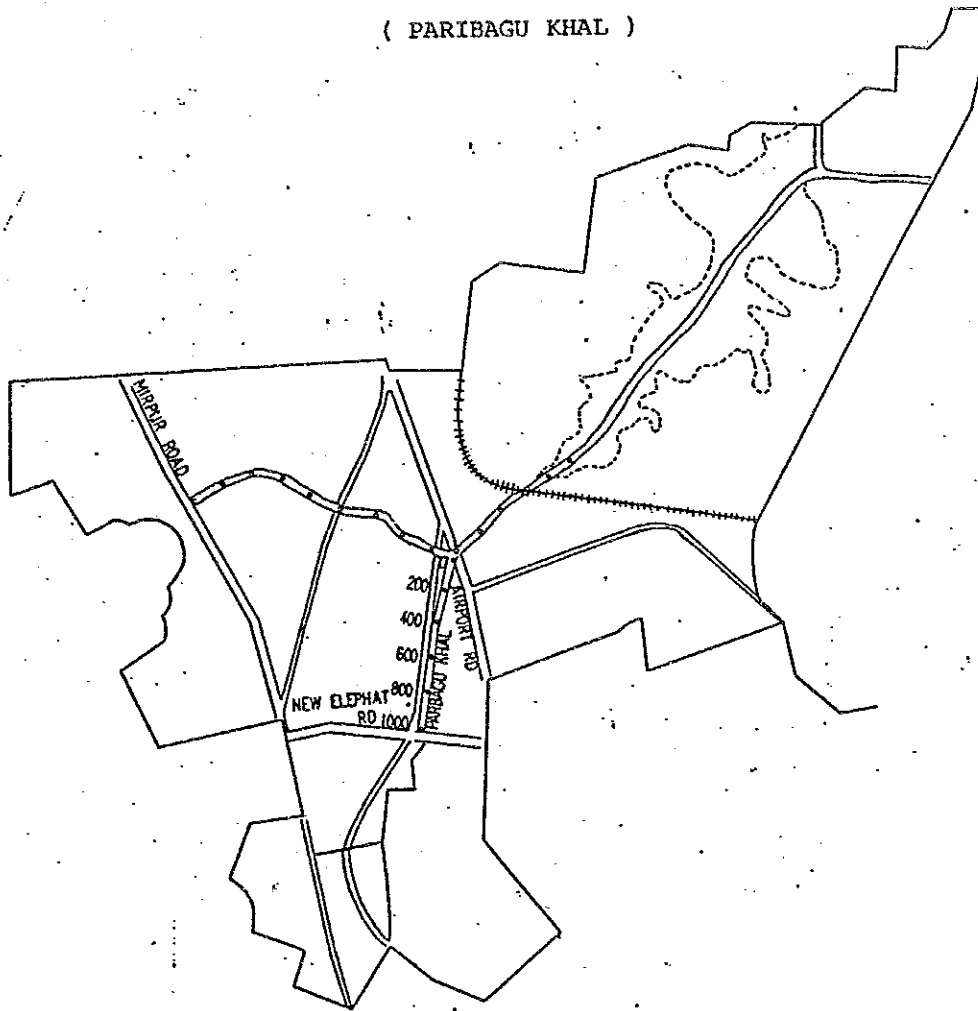 ( PARIBAGU KHAL )
MIRPUR ROAD
200
400
600
800
1000
AIRPORT RD
PARIBAGU KHAL
NEW ELEPHAT
RD